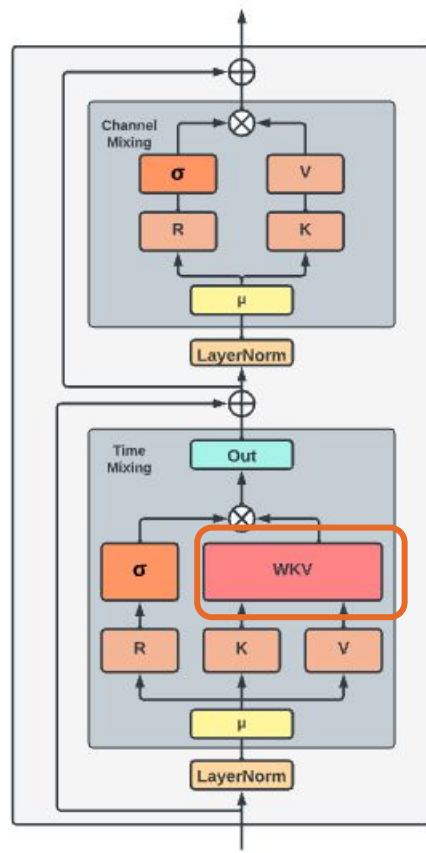 Channel
Mixing
σ
V
R
K
μ
LayerNorm
Time
Mixing
Out
σ
WKV
R
K
V
μ
LayerNorm